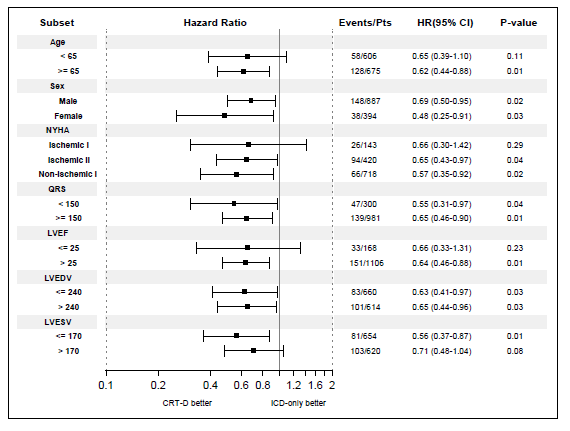 Subset Hazard Ratio Events/Pts HR(95% CI) P-value
Age
< 65 58/606 0.65 (0.39-1.10) 0.11
>= 65 128/675 0.62 (0.44-0.88) 0.01
Sex
Male 148/887 0.69 (0.50-0.95) 0.02
Female 38/394 0.48 (0.25-0.91) 0.03
NYHA
Ischemic I 26/143 0.66 (0.30-1.42) 0.29
Ischemic II 94/420 0.65 (0.43-0.97) 0.04
Non-Ischemic I 66/718 0.57 (0.35-0.92) 0.02
QRS
< 150 47/300 0.55 (0.31-0.97) 0.04
>= 150 139/981 0.65 (0.46-0.90) 0.01
LVEF
<= 25 33/168 0.66 (0.33-1.31) 0.23
> 25 151/1106 0.64 (0.46-0.88) 0.01
LVEDV
<= 240 83/660 0.63 (0.41-0.97) 0.03
> 240 101/614 0.65 (0.44-0.96) 0.03
LVESV
<= 170 81/654 0.56 (0.37-0.87) 0.01
> 170 103/620 0.71 (0.48-1.04) 0.08
0.1 0.2 0.4 0.6 0.8 1.2 1.6 2
CRT-D better ICD-only better